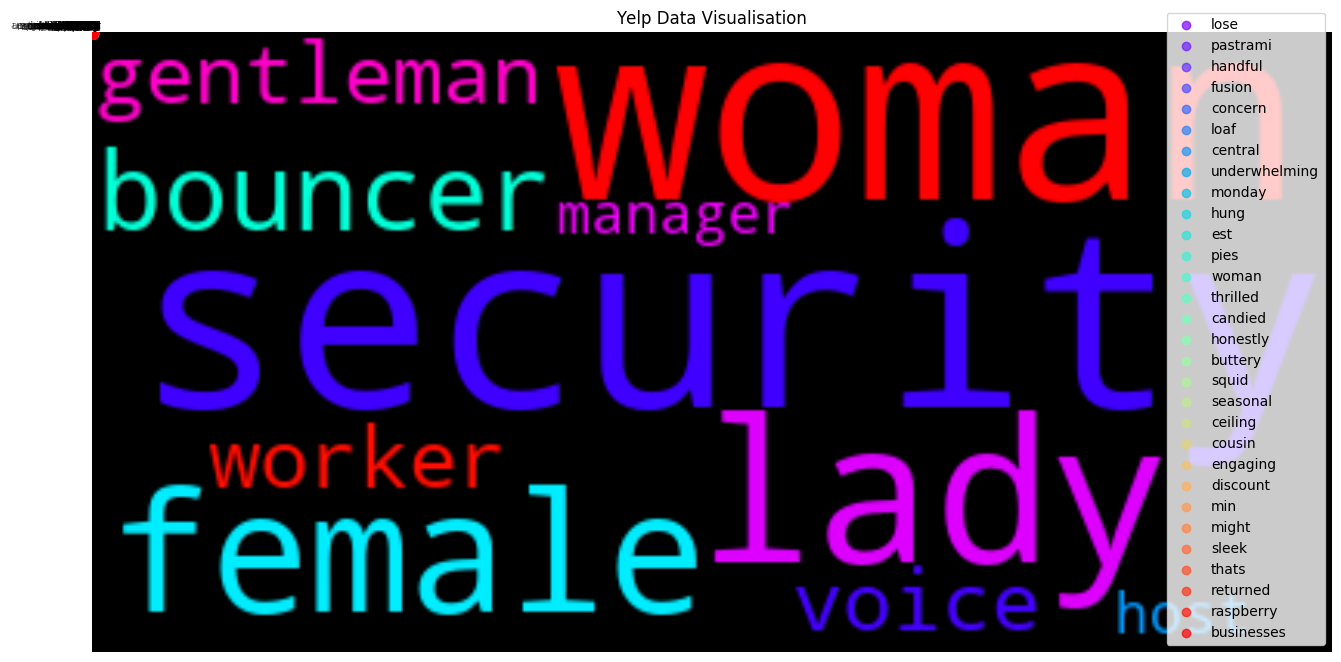 Yelp Data Visualisation
gentleman
woman
bouncer
manager
security
worker
lady
female
voice
host
lose
pastrami
handful
fusion
concern
loaf
central
underwhelming
monday
hung
est
pies
woman
thrilled
candied
honestly
buttery
squid
seasonal
ceiling
cousin
engaging
discount
min
might
sleek
thats
returned
raspberry
businesses